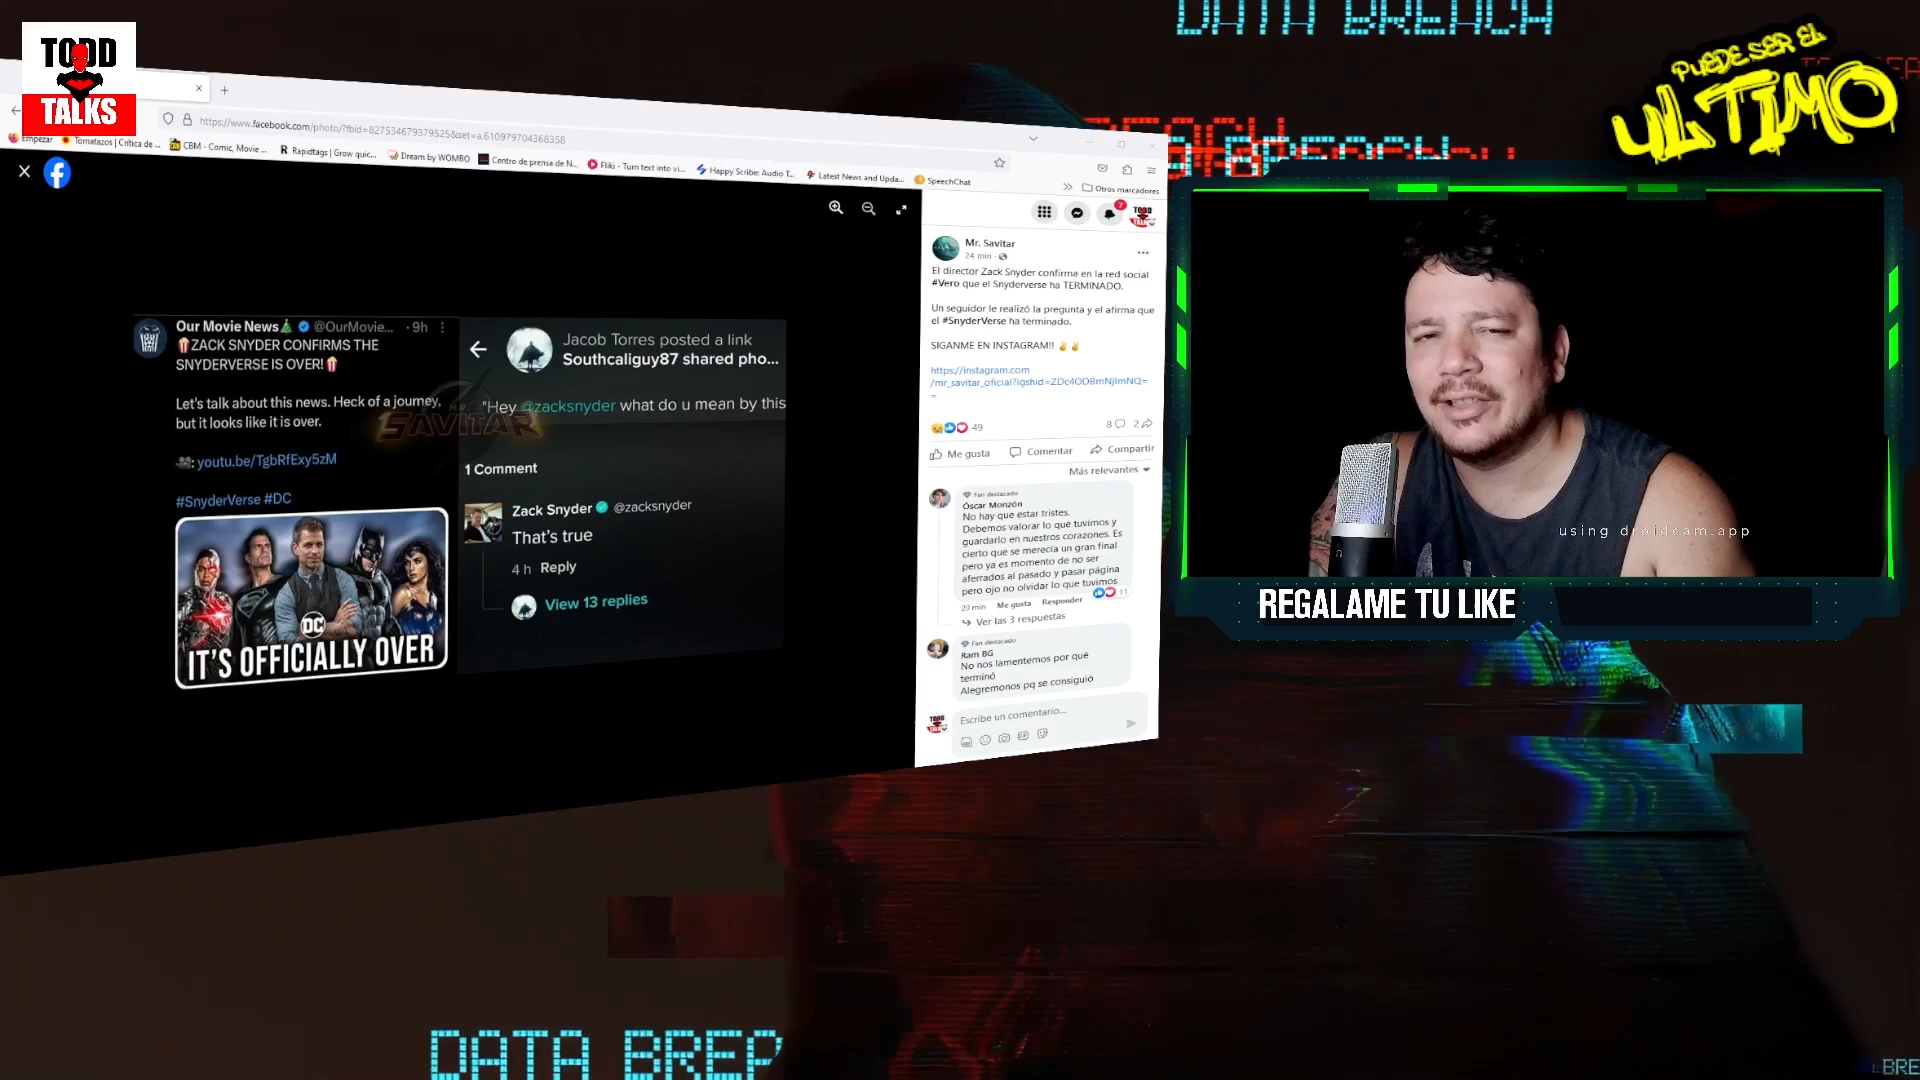 DATA BREACH
TODD
TALKS
PUEDE SER EL
ULTIMO
https://www.facebook.com/photo/?fbid=827534679379525&set=a.610979704368358
Empezar
Tomatazos | Crítica de ...
CBM - Comic, Movie ...
Rapidtags | Grow quic...
Dream by WOMBO
Centro de prensa de N...
Fliki - Turn text into vi...
Happy Scribe: Audio T...
Latest News and Upda...
SpeechChat
Otros marcadores
7
Our Movie News🎄 @OurMovie... · 9h
🍿ZACK SNYDER CONFIRMS THE
SNYDERVERSE IS OVER!🍿
Let's talk about this news. Heck of a journey,
but it looks like it is over.
🎥: youtu.be/TgbRfExy5zM
#SnyderVerse #DC
DC
IT'S OFFICIALLY OVER
MR.
SAVITAR
Jacob Torres posted a link
Southcaliguy87 shared pho...
"Hey @zacksnyder what do u mean by this
1 Comment
Zack Snyder @zacksnyder
That's true
4 h Reply
View 13 replies
Mr. Savitar
24 min ·
El director Zack Snyder confirma en la red social
#Vero que el Snyderverse ha TERMINADO.
Un seguidor le realizó la pregunta y el afirma que
el #SnyderVerse ha terminado.
SIGANME EN INSTAGRAM!! ✌️✌️
https://instagram.com
/mr_savitar_oficial?igshid=ZDc4ODBmNjlmNQ=
=
49
8
2
Me gusta
Comentar
Compartir
Más relevantes
Fan destacado
Óscar Monzón
No hay que estar tristes.
Debemos valorar lo que tuvimos y
guardarlo en nuestros corazones. Es
cierto que se merecía un gran final
pero ya es momento de no ser
aferrados al pasado y pasar página
pero ojo no olvidar lo que tuvimos
11
20 min Me gusta Responder
Ver las 3 respuestas
Fan destacado
Ram BG
No nos lamentemos por qué
terminó
Alegremonos pq se consiguió
Escribe un comentario...
using droidcam.app
REGALAME TU LIKE
DATA BREA
BRE